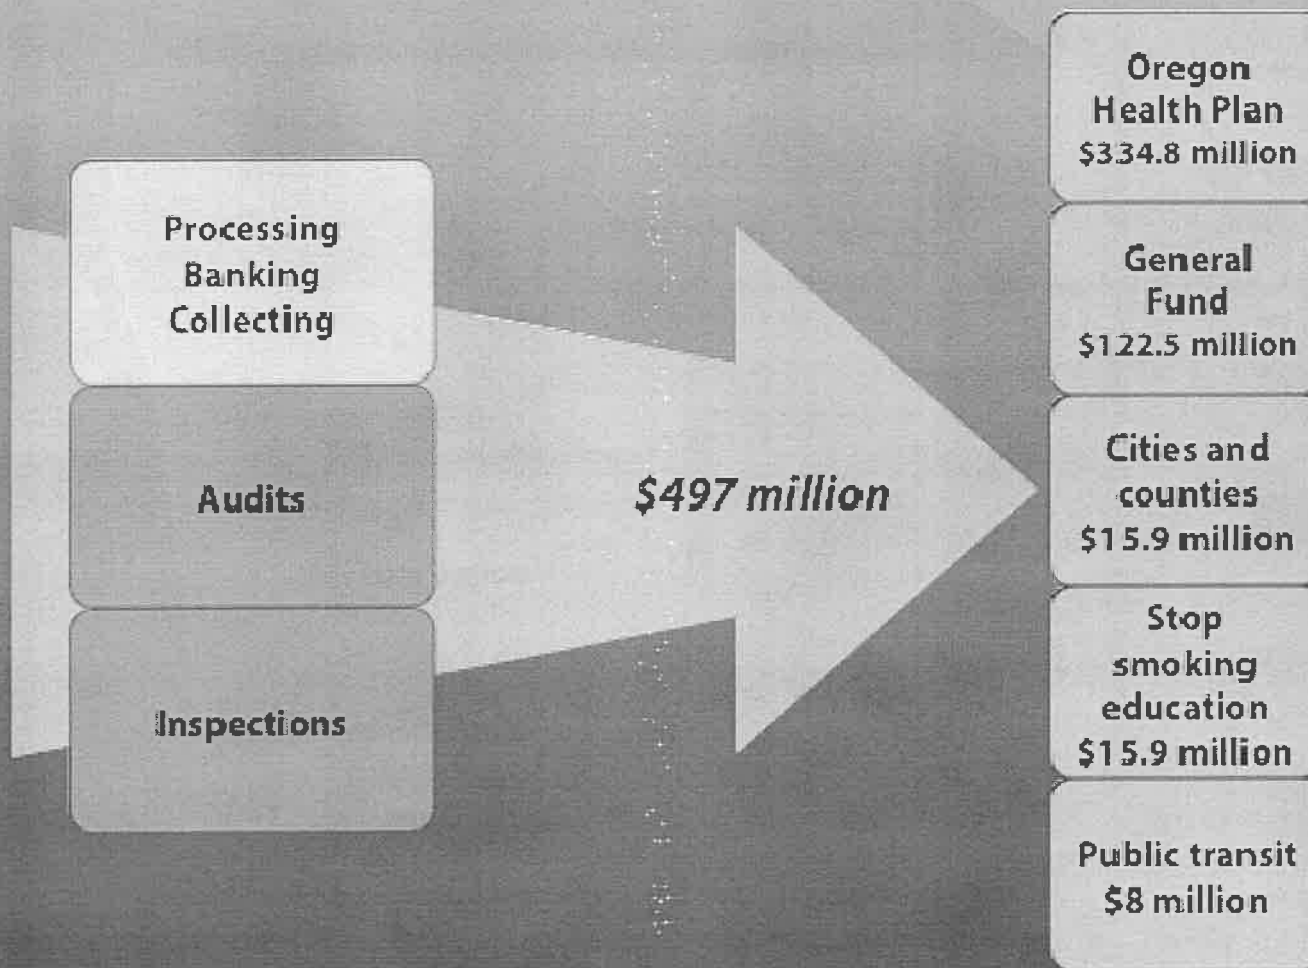 Processing
Banking
Collecting
Audits
Inspections
$497 million
Oregon
Health Plan
$334.8 million
General
Fund
$122.5 million
Cities and
counties
$15.9 million
Stop
smoking
education
$15.9 million
Public transit
$8 million